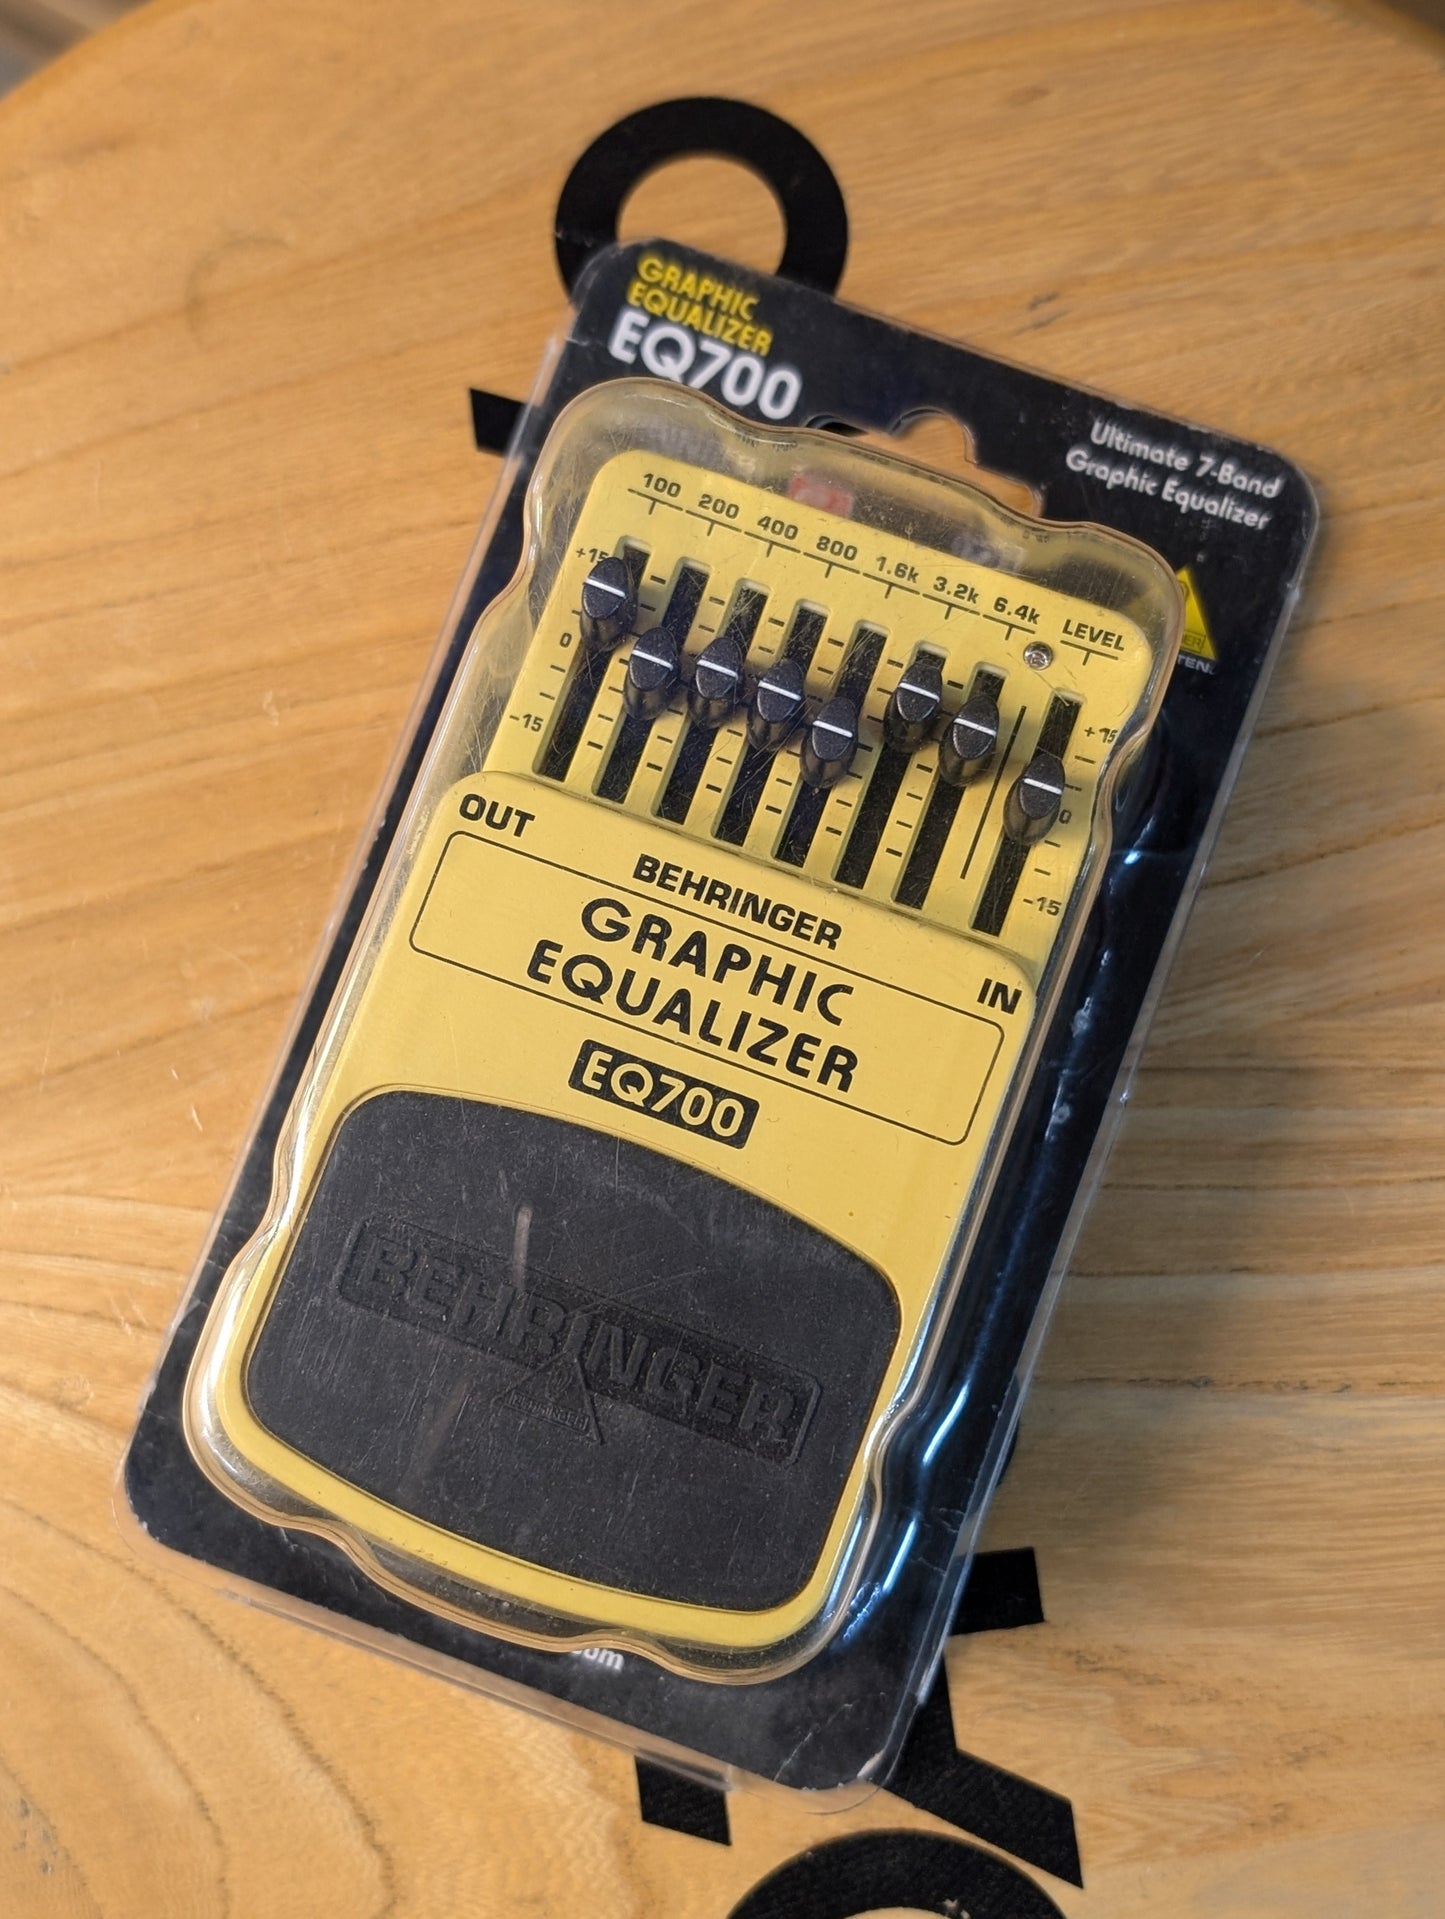 GRAPHIC
EQUALIZER
EQ700
Ultimate 7-Band
Graphic Equalizer
100 200 400 800 1.6k 3.2k 6.4k LEVEL
+15
0
-15
+15
0
-15
OUT
IN
BEHRINGER
GRAPHIC
EQUALIZER
EQ700
BEHRINGER
BEHRINGER